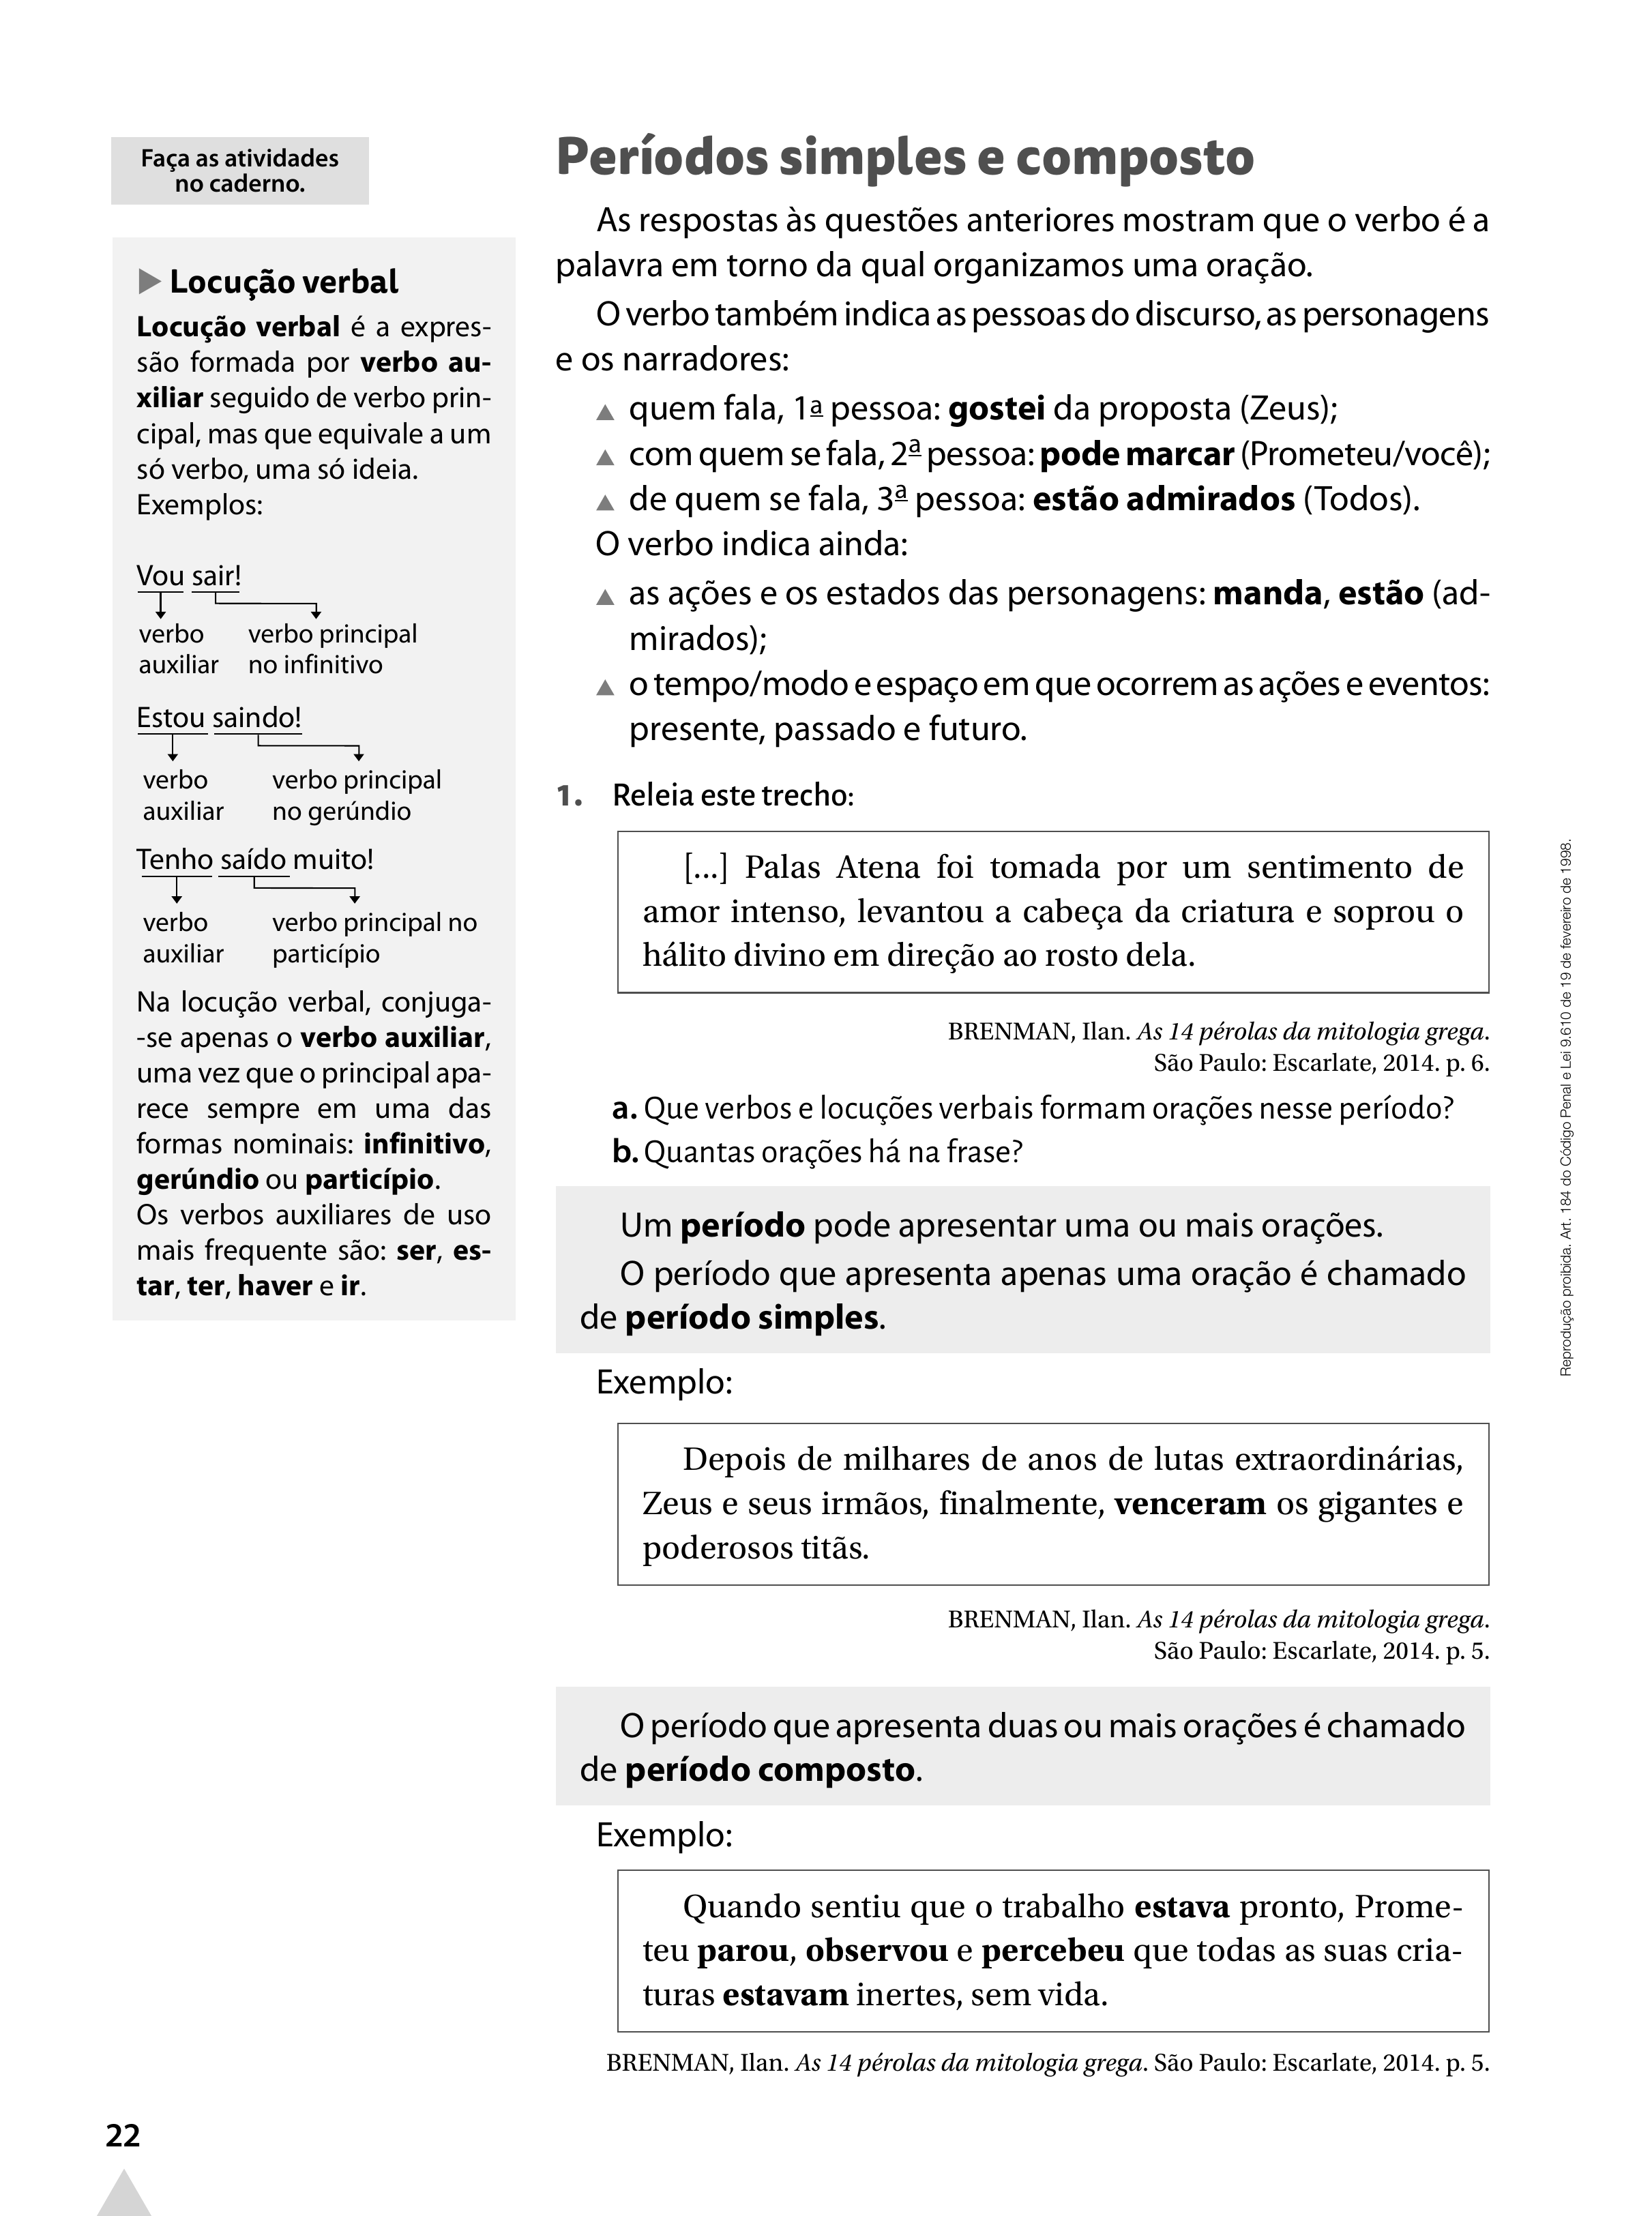 Faça as atividades
no caderno.
Locução verbal
Locução verbal é a expres-
são formada por verbo au-
xiliar seguido de verbo prin-
cipal, mas que equivale a um
só verbo, uma só ideia.
Exemplos:
Vou sair!
verbo verbo principal
auxiliar no infinitivo
Estou saindo!
verbo verbo principal
auxiliar no gerúndio
Tenho saído muito!
verbo verbo principal no
auxiliar particípio
Na locução verbal, conjuga-
-se apenas o verbo auxiliar,
uma vez que o principal apa-
rece sempre em uma das
formas nominais: infinitivo,
gerúndio ou particípio.
Os verbos auxiliares de uso
mais frequente são: ser, es-
tar, ter, haver e ir.
Períodos simples e composto
As respostas às questões anteriores mostram que o verbo é a
palavra em torno da qual organizamos uma oração.
O verbo também indica as pessoas do discurso, as personagens
e os narradores:
quem fala, 1ª pessoa: gostei da proposta (Zeus);
com quem se fala, 2ª pessoa: pode marcar (Prometeu/você);
de quem se fala, 3ª pessoa: estão admirados (Todos).
O verbo indica ainda:
as ações e os estados das personagens: manda, estão (ad-
mirados);
o tempo/modo e espaço em que ocorrem as ações e eventos:
presente, passado e futuro.
1. Releia este trecho:
[...] Palas Atena foi tomada por um sentimento de
amor intenso, levantou a cabeça da criatura e soprou o
hálito divino em direção ao rosto dela.
BRENMAN, Ilan. As 14 pérolas da mitologia grega.
São Paulo: Escarlate, 2014. p. 6.
a. Que verbos e locuções verbais formam orações nesse período?
b. Quantas orações há na frase?
Um período pode apresentar uma ou mais orações.
O período que apresenta apenas uma oração é chamado
de período simples.
Exemplo:
Depois de milhares de anos de lutas extraordinárias,
Zeus e seus irmãos, finalmente, venceram os gigantes e
poderosos titãs.
BRENMAN, Ilan. As 14 pérolas da mitologia grega.
São Paulo: Escarlate, 2014. p. 5.
O período que apresenta duas ou mais orações é chamado
de período composto.
Exemplo:
Quando sentiu que o trabalho estava pronto, Prome-
teu parou, observou e percebeu que todas as suas cria-
turas estavam inertes, sem vida.
BRENMAN, Ilan. As 14 pérolas da mitologia grega. São Paulo: Escarlate, 2014. p. 5.
Reprodução proibida. Art. 184 do Código Penal e Lei 9.610 de 19 de fevereiro de 1998.
22